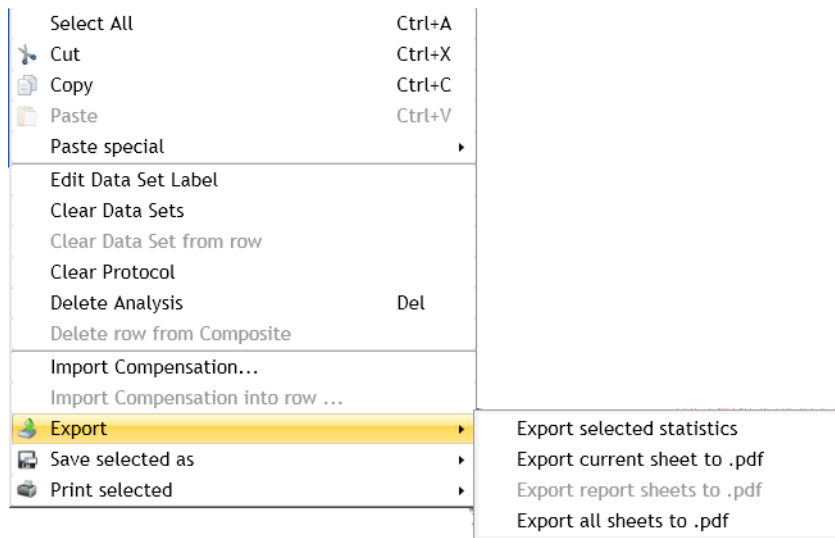 Select All Ctrl+A
Cut Ctrl+X
Copy Ctrl+C
Paste Ctrl+V
Paste special
Edit Data Set Label
Clear Data Sets
Clear Data Set from row
Clear Protocol
Delete Analysis Del
Delete row from Composite
Import Compensation...
Import Compensation into row ...
Export
Save selected as
Print selected
Export selected statistics
Export current sheet to .pdf
Export report sheets to .pdf
Export all sheets to .pdf